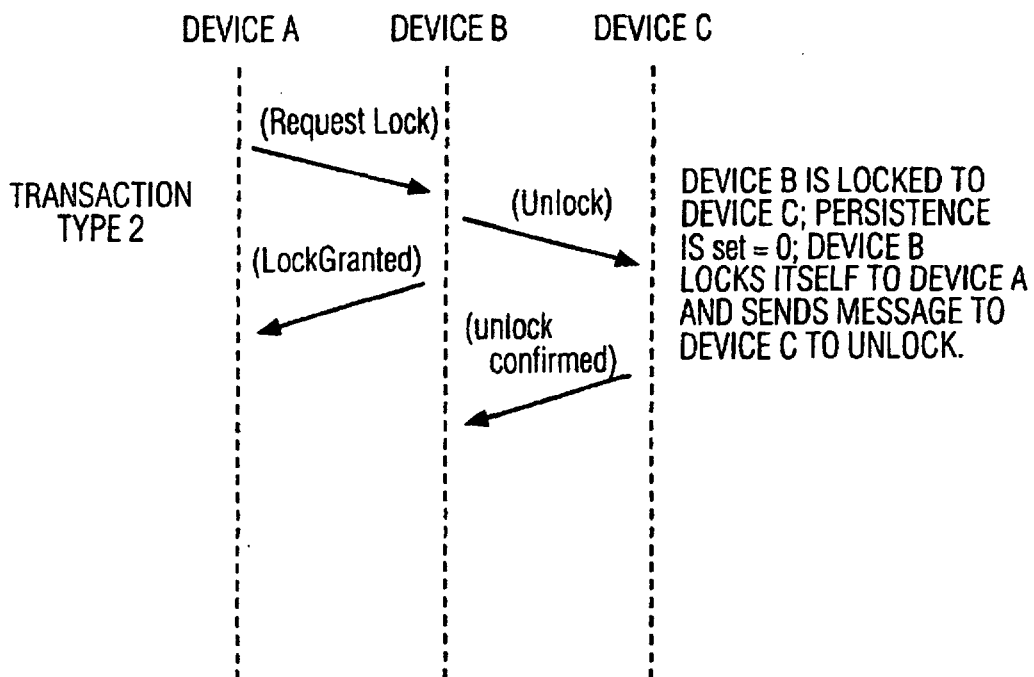 DEVICE A DEVICE B DEVICE C
(Request Lock)
TRANSACTION
TYPE 2
(Unlock)
(LockGranted)
(unlock
confirmed)
DEVICE B IS LOCKED TO
DEVICE C; PERSISTENCE
IS set = 0; DEVICE B
LOCKS ITSELF TO DEVICE A
AND SENDS MESSAGE TO
DEVICE C TO UNLOCK.